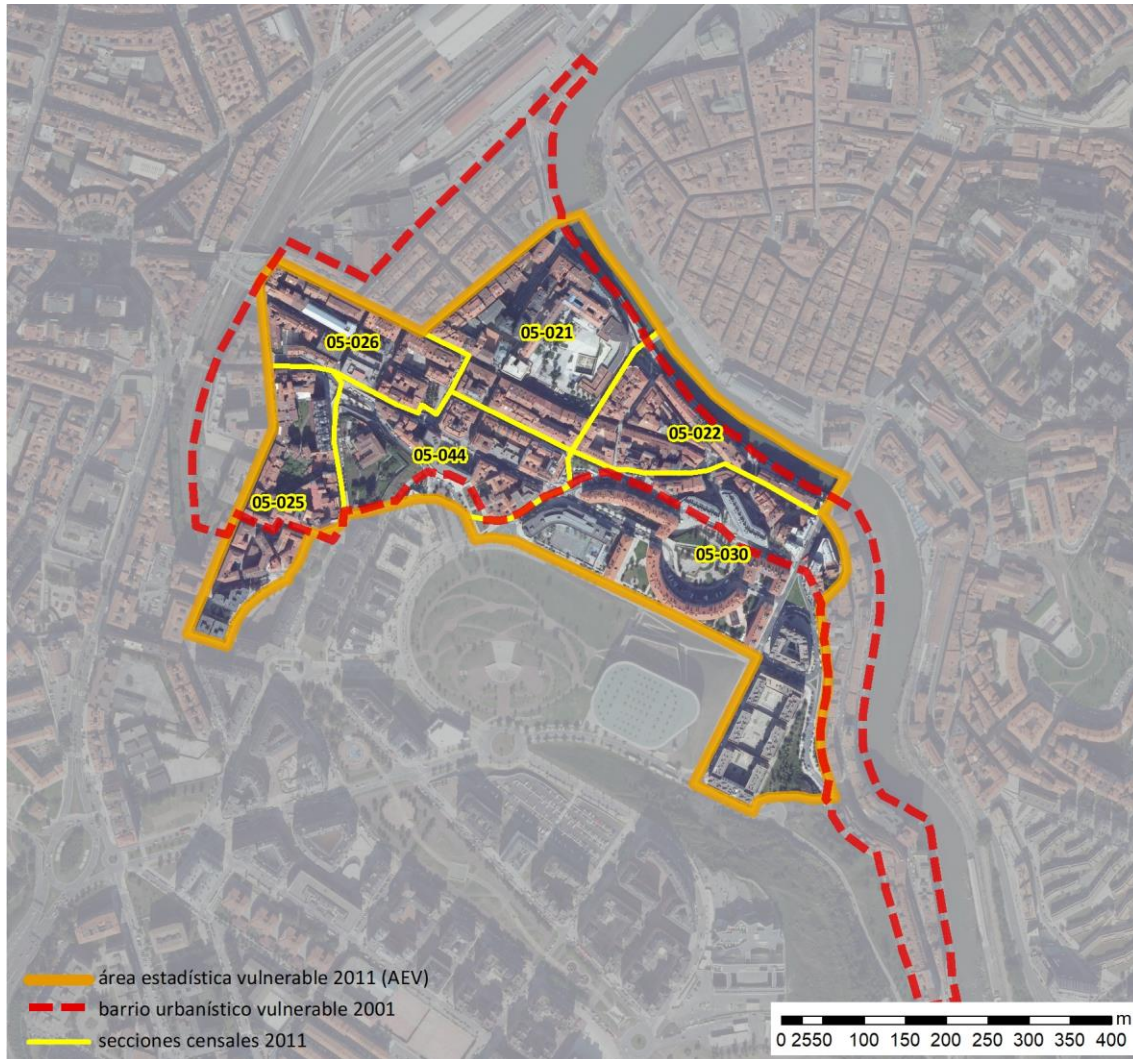 05-021
05-026
05-022
05-044
05-025
05-030
área estadística vulnerable 2011 (AEV)
barrio urbanístico vulnerable 2001
secciones censales 2011
m
0 2550 100 150 200 250 300 350 400